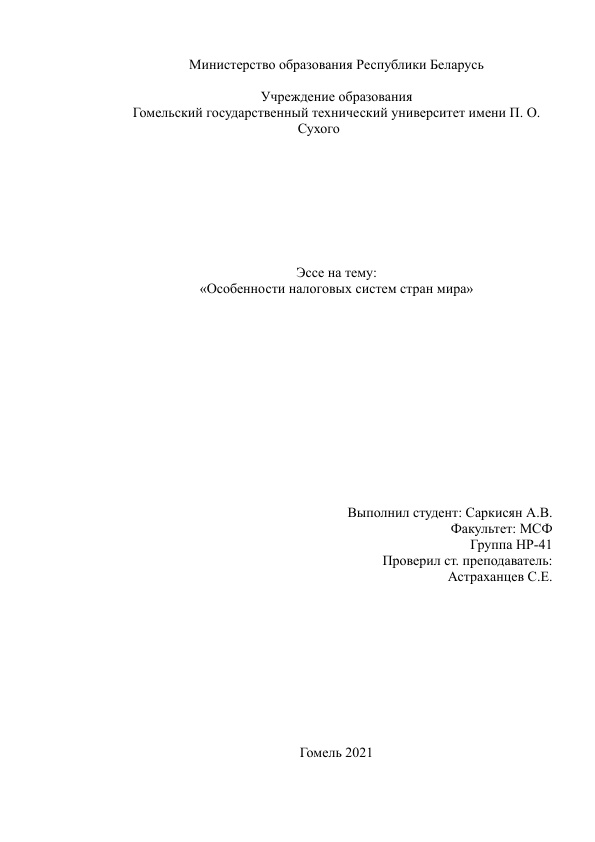 Министерство образования Республики Беларусь
Учреждение образования
Гомельский государственный технический университет имени П. О.
Сухого
Эссе на тему:
«Особенности налоговых систем стран мира»
Выполнил студент: Саркисян А.В.
Факультет: МСФ
Группа НР-41
Проверил ст. преподаватель:
Астраханцев С.Е.
Гомель 2021